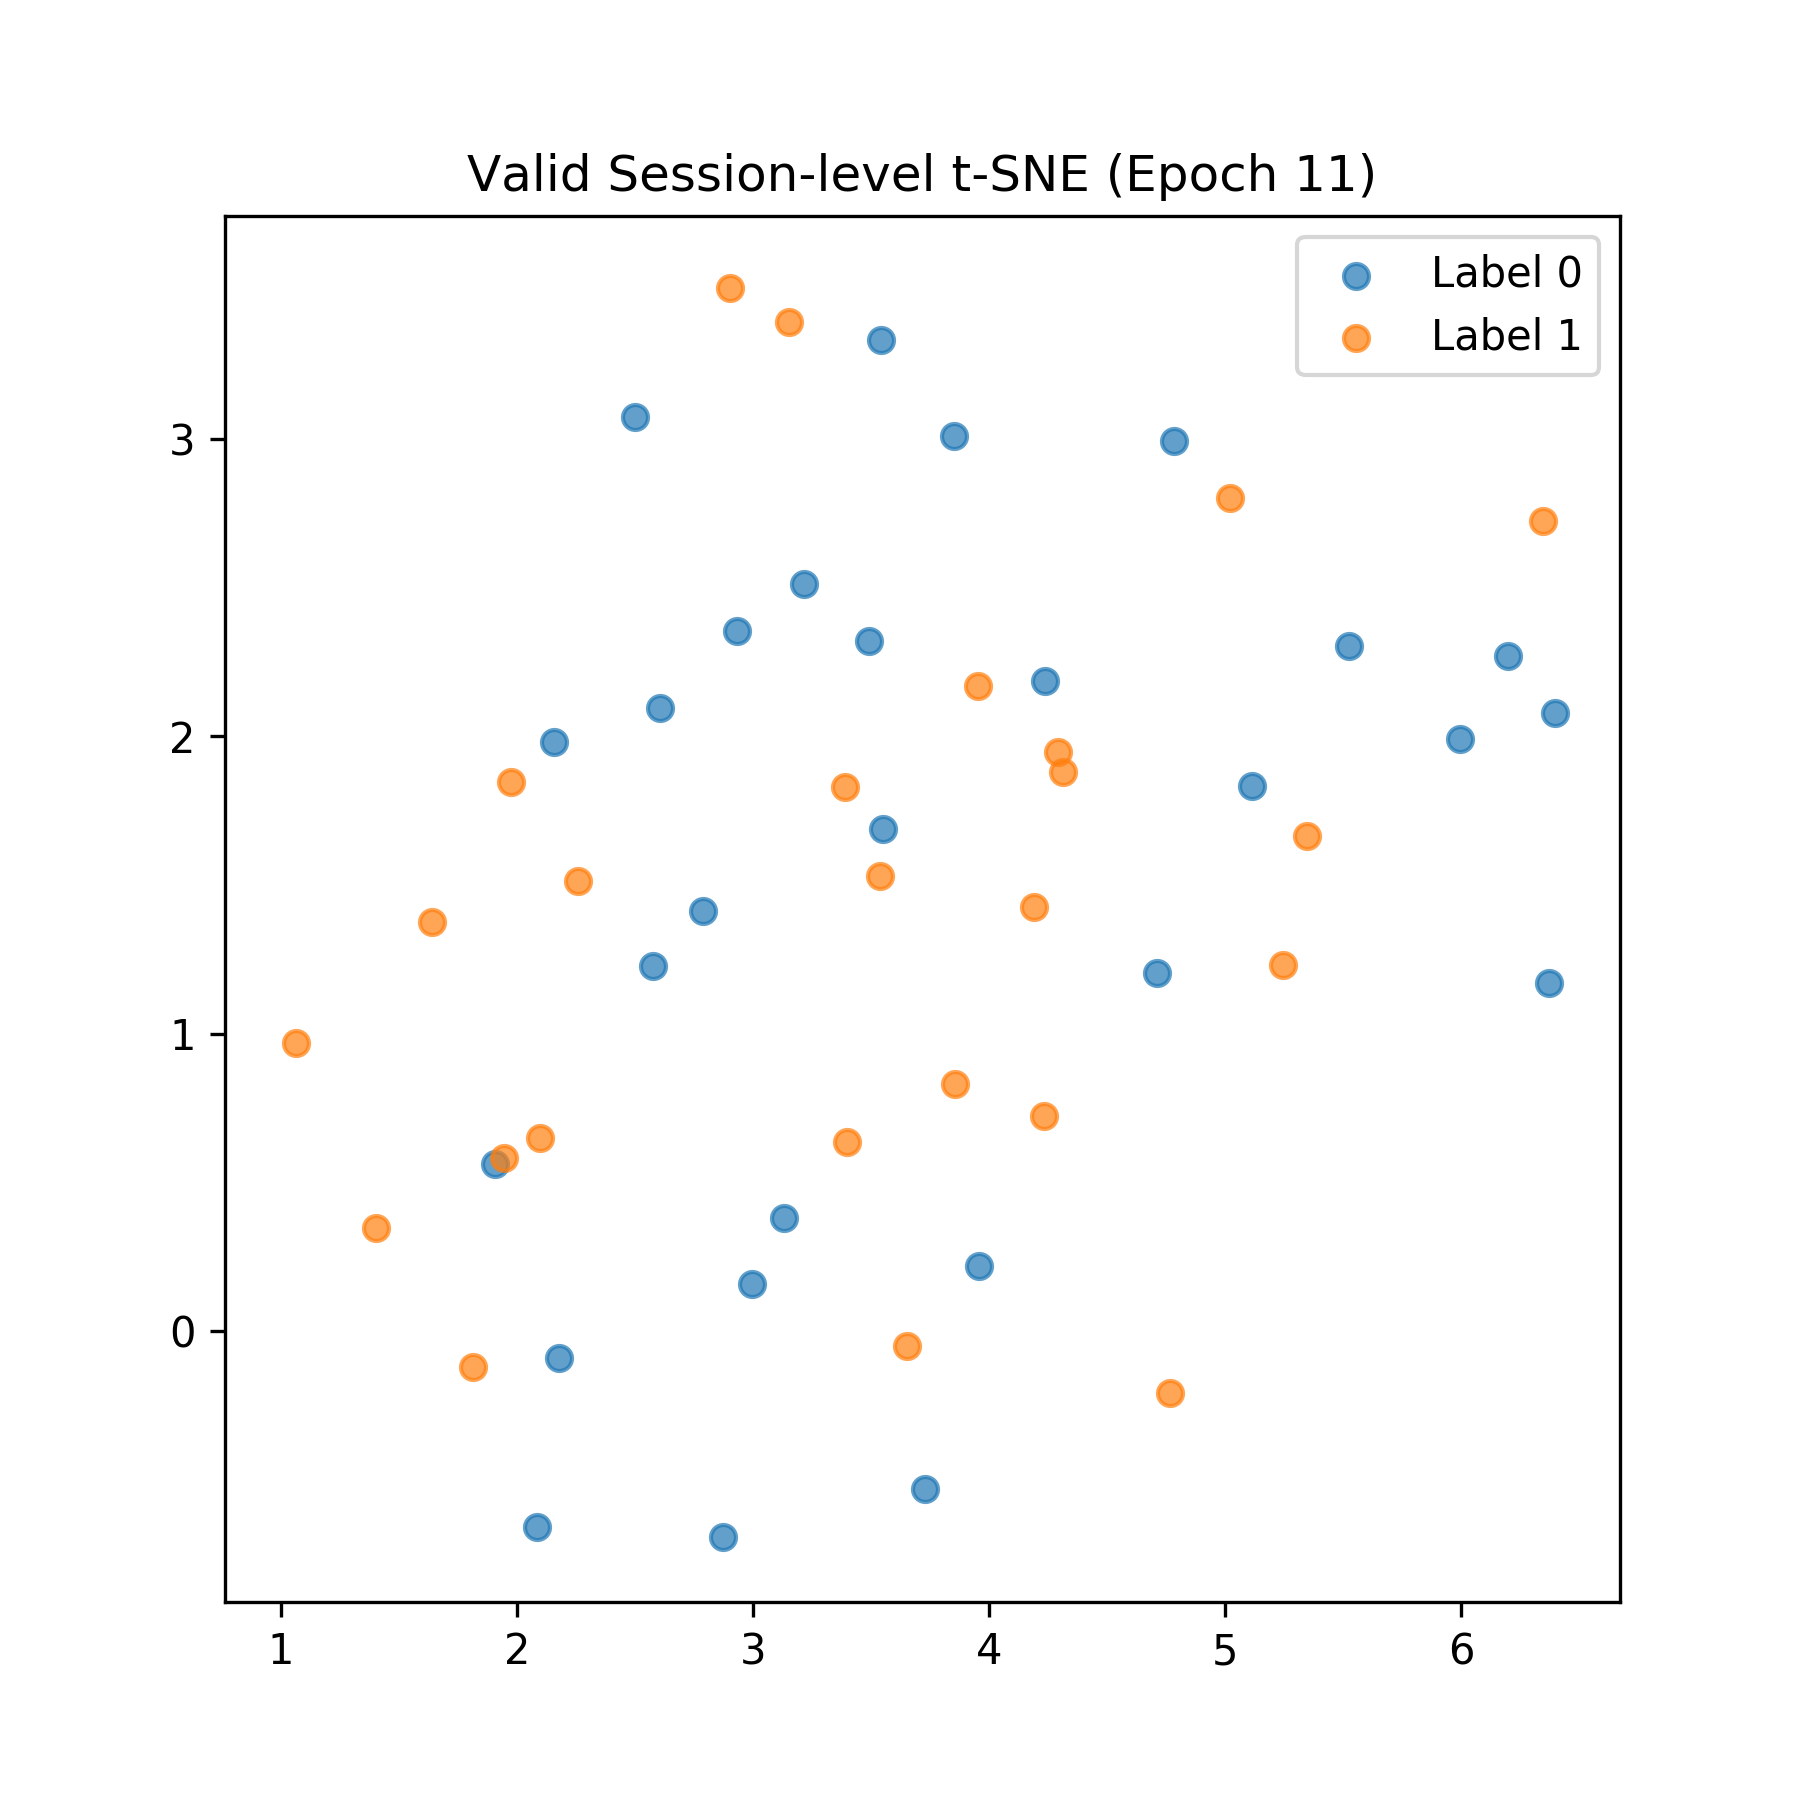 Valid Session-level t-SNE (Epoch 11)
Label 0
Label 1
3
2
1
0
1 2 3 4 5 6